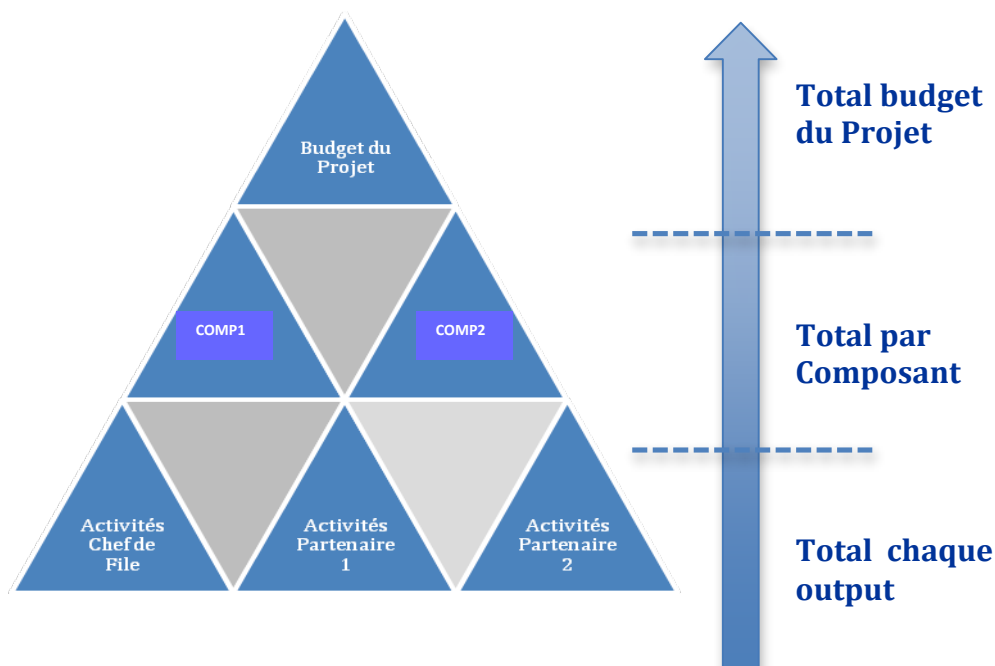 Budget du
Projet
COMP1
COMP2
Activités
Chef de
File
Activités
Partenaire
1
Activités
Partenaire
2
Total budget
du Projet
Total par
Composant
Total chaque
output